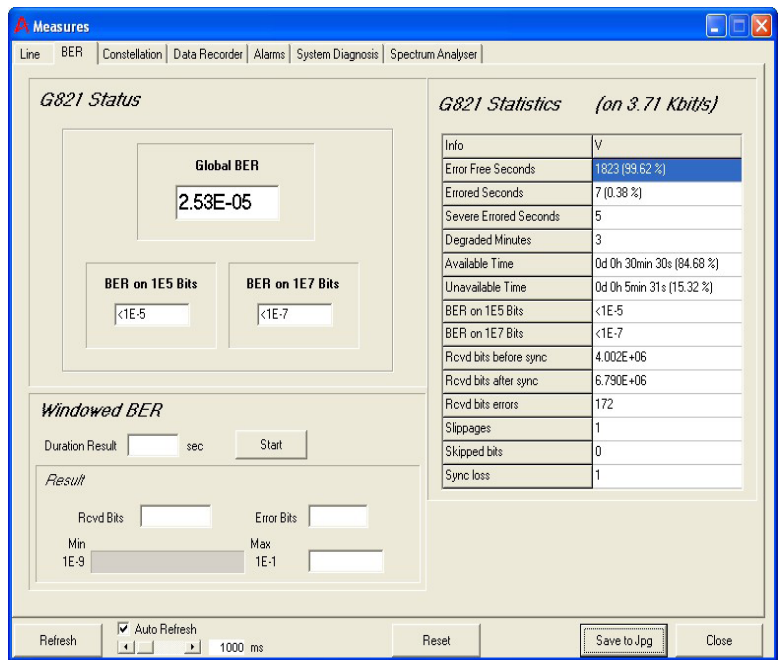 Measures
Line BER Constellation Data Recorder Alarms System Diagnosis Spectrum Analyser
G821 Status
Global BER
2.53E-05
BER on 1E5 Bits BER on 1E7 Bits
<1E-5 <1E-7
Windowed BER
Duration Result sec Start
Result
Rcvd Bits Error Bits
Min Max
1E-9 1E-1
G821 Statistics (on 3.71 Kbit/s)
Info V
Error Free Seconds 1823 (99.62 %)
Errored Seconds 7 (0.38 %)
Severe Errored Seconds 5
Degraded Minutes 3
Available Time 0d 0h 30min 30s (84.68 %)
Unavailable Time 0d 0h 5min 31s (15.32 %)
BER on 1E5 Bits <1E-5
BER on 1E7 Bits <1E-7
Rcvd bits before sync 4.002E+06
Rcvd bits after sync 6.790E+06
Rcvd bits errors 172
Slippages 1
Skipped bits 0
Sync loss 1
Refresh Auto Refresh Reset Save to Jpg Close
1000 ms